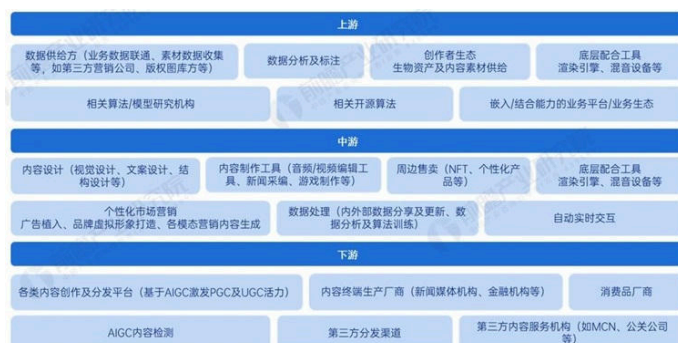 上游
数据供给方（业务数据联通、素材数据收集
等，如第三方营销公司、版权图库方等）
数据分析及标注
创作者生态
生物资产及内容素材供给
底层配合工具
渲染引擎、混音设备等
相关算法/模型研究机构
相关开源算法
嵌入/结合能力的业务平台/业务生态
中游
内容设计（视觉设计、文案设计、结
构设计等）
内容制作工具（音频/视频编辑工
具、新闻采编、游戏制作等）
周边售卖（NFT、个性化产
品等）
底层配合工具
渲染引擎、混音设备等
个性化市场营销
广告植入、品牌虚拟形象打造、各模态营销内容生成
数据处理（内外部数据分享及更新、数
据分析及算法训练）
自动实时交互
下游
各类内容创作及分发平台（基于AIGC激发PGC及UGC活力）
内容终端生产厂商（新闻媒体机构、金融机构等）
消费品厂商
AIGC内容检测
第三方分发渠道
第三方内容服务机构（如MCN、公关公司
等）